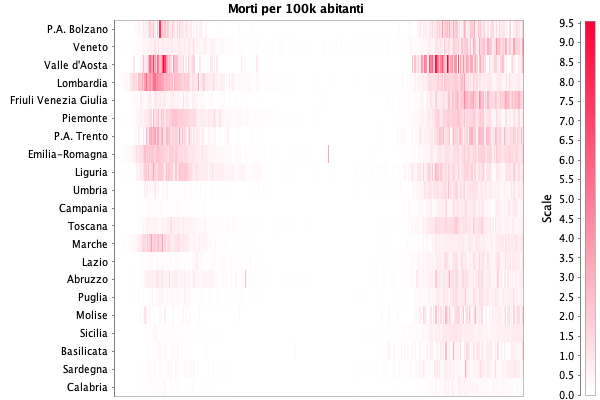 Morti per 100k abitanti
P.A. Bolzano
Veneto
Valle d'Aosta
Lombardia
Friuli Venezia Giulia
Piemonte
P.A. Trento
Emilia-Romagna
Liguria
Umbria
Campania
Toscana
Marche
Lazio
Abruzzo
Puglia
Molise
Sicilia
Basilicata
Sardegna
Calabria
Scale
9.5
9.0
8.5
8.0
7.5
7.0
6.5
6.0
5.5
5.0
4.5
4.0
3.5
3.0
2.5
2.0
1.5
1.0
0.5
0.0